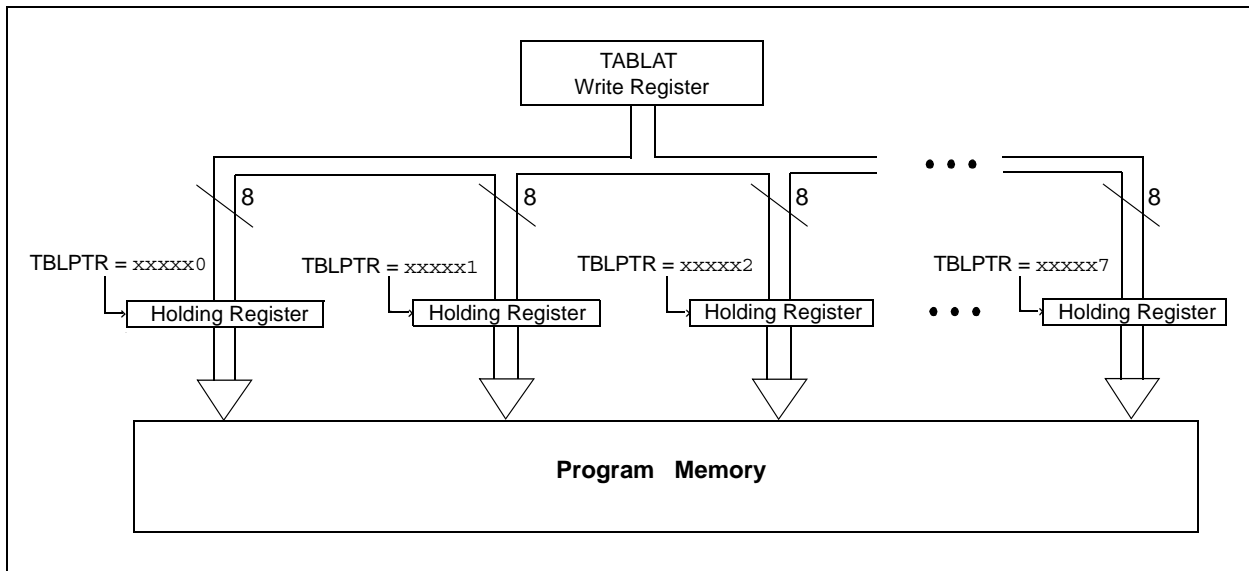 TABLAT
Write Register
• • •
8
8
8
8
TBLPTR = xxxxx0
TBLPTR = xxxxx1
TBLPTR = xxxxx2
TBLPTR = xxxxx7
Holding Register
Holding Register
Holding Register
• • •
Holding Register
Program Memory